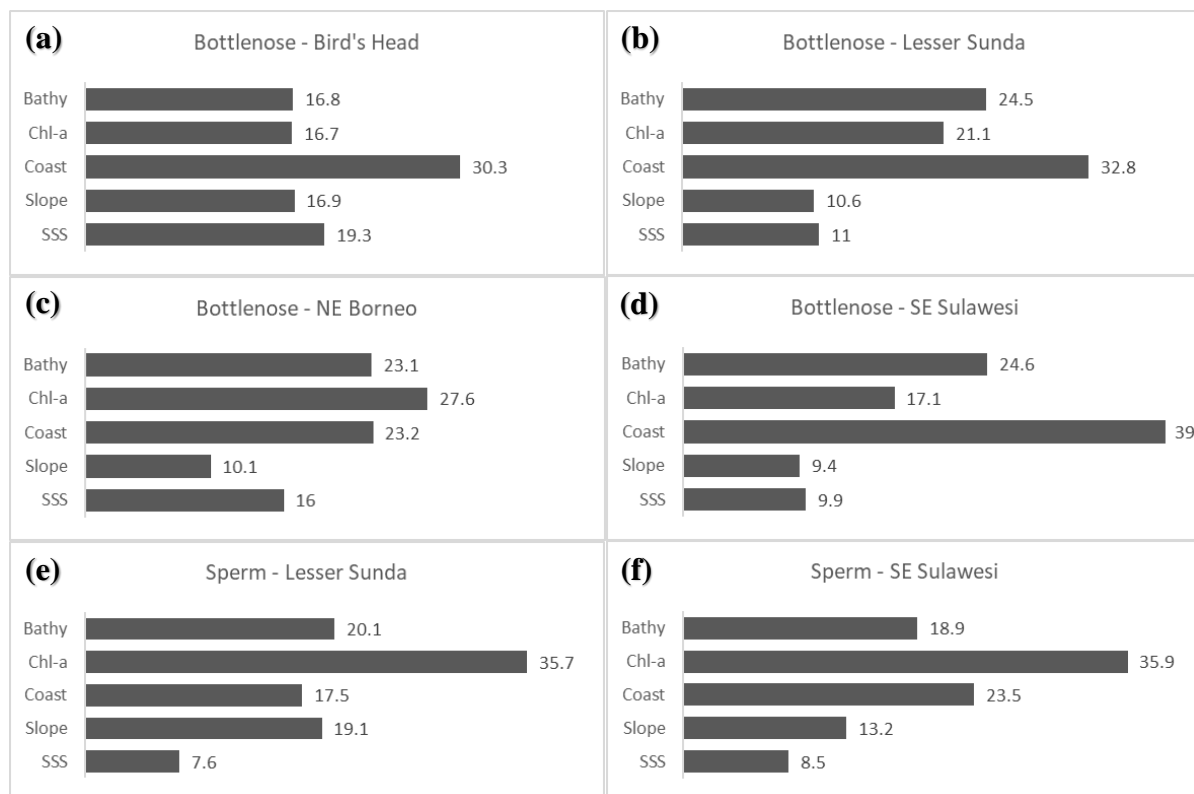 (a) Bottlenose - Bird's Head
Bathy 16.8
Chl-a 16.7
Coast 30.3
Slope 16.9
SSS 19.3
(b) Bottlenose - Lesser Sunda
Bathy 24.5
Chl-a 21.1
Coast 32.8
Slope 10.6
SSS 11
(c) Bottlenose - NE Borneo
Bathy 23.1
Chl-a 27.6
Coast 23.2
Slope 10.1
SSS 16
(d) Bottlenose - SE Sulawesi
Bathy 24.6
Chl-a 17.1
Coast 39
Slope 9.4
SSS 9.9
(e) Sperm - Lesser Sunda
Bathy 20.1
Chl-a 35.7
Coast 17.5
Slope 19.1
SSS 7.6
(f) Sperm - SE Sulawesi
Bathy 18.9
Chl-a 35.9
Coast 23.5
Slope 13.2
SSS 8.5